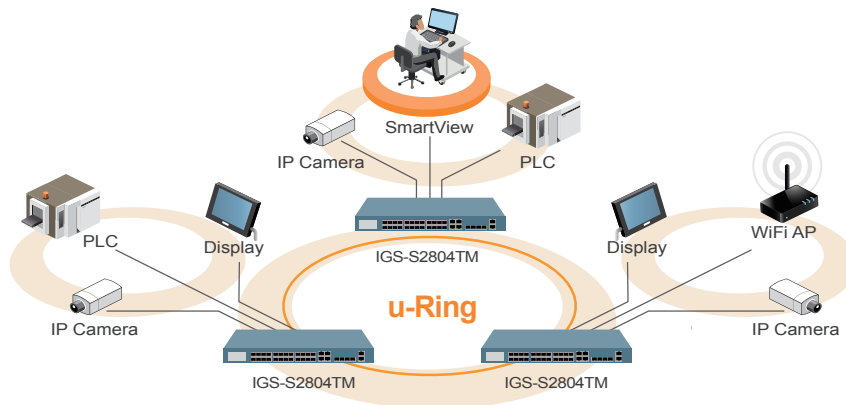 SmartView
IP Camera
PLC
PLC
Display
IGS-S2804TM
Display
WiFi AP
u-Ring
IP Camera
IP Camera
IGS-S2804TM
IGS-S2804TM